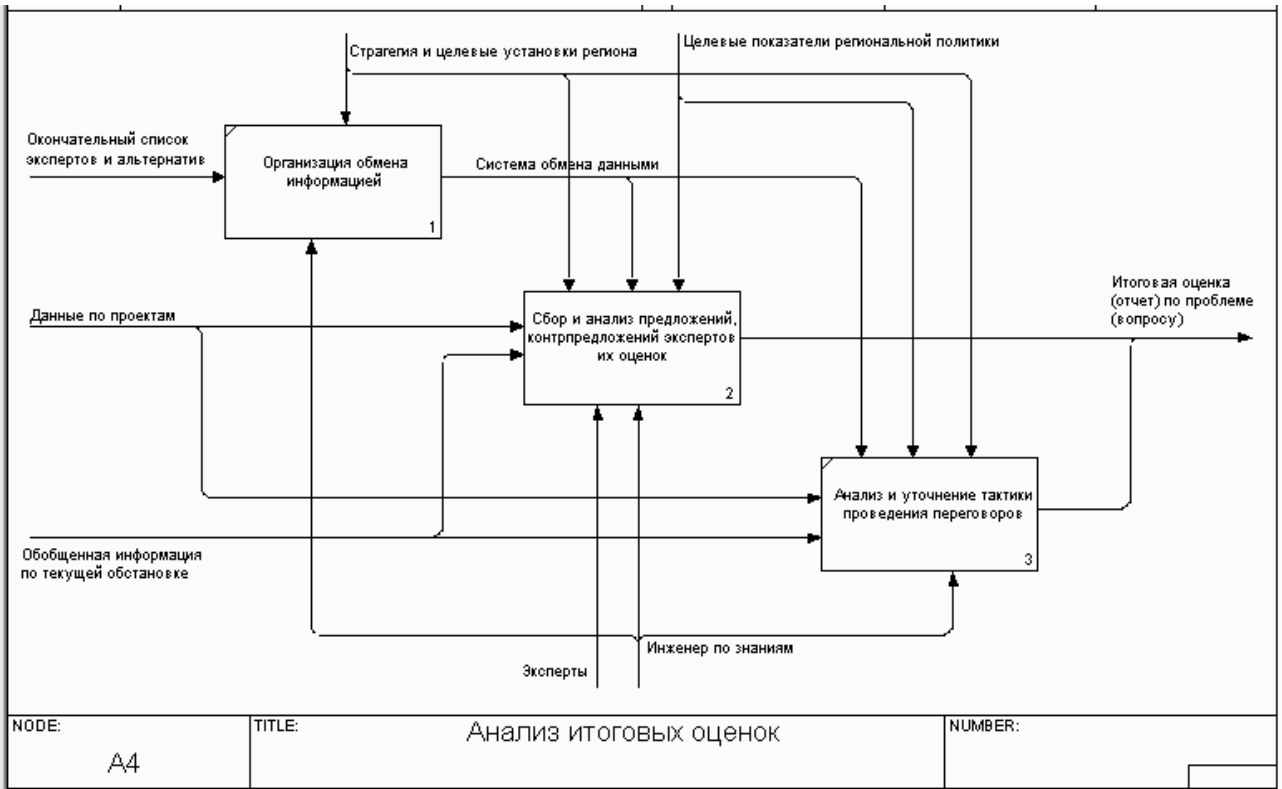 Стратегия и целевые установки региона
Целевые показатели региональной политики
Окончательный список
экспертов и альтернатив
Организация обмена
информацией
1
Система обмена данными
Данные по проектам
Сбор и анализ предложений,
контрпредложений экспертов
их оценок
2
Итоговая оценка
(отчет) по проблеме
(вопросу)
Анализ и уточнение тактики
проведения переговоров
3
Обобщенная информация
по текущей обстановке
Инженер по знаниям
Эксперты
NODE:
A4
TITLE:
Анализ итоговых оценок
NUMBER: